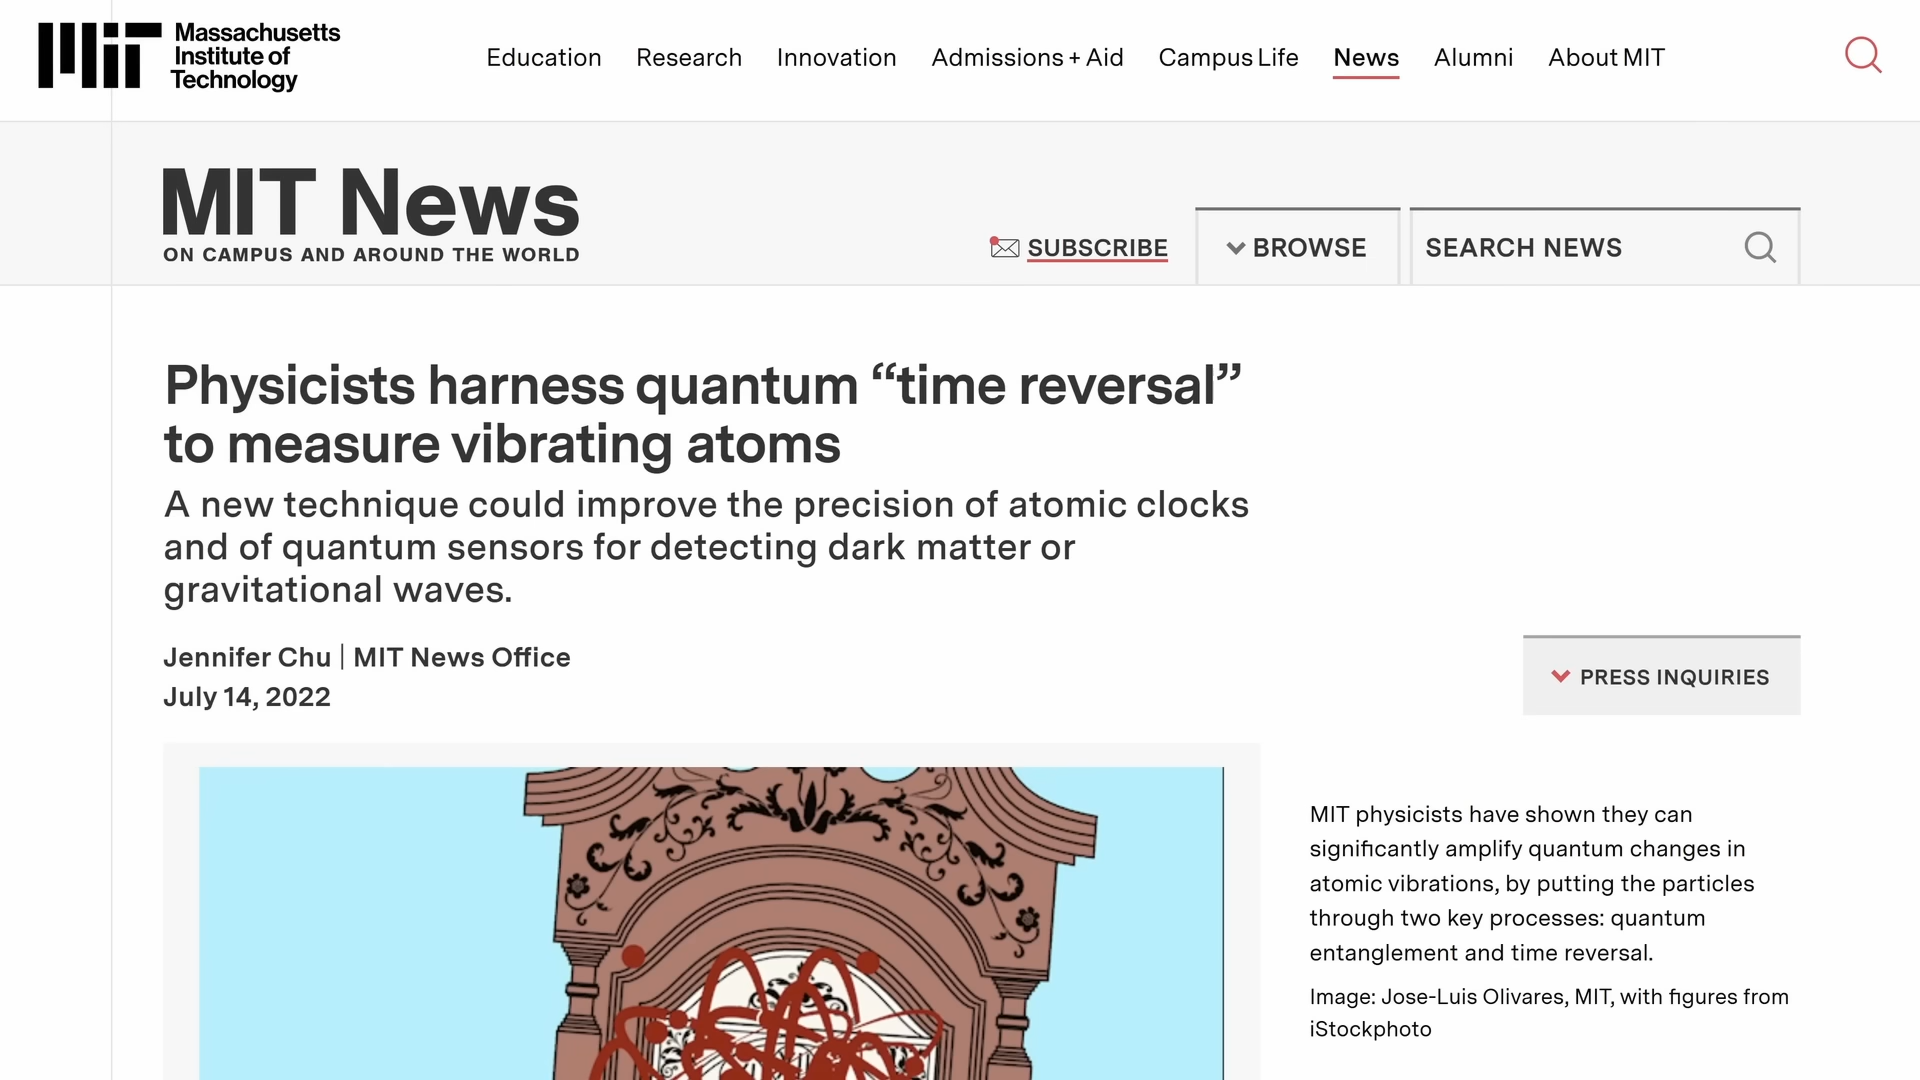 Massachusetts
Institute of
Technology
Education Research Innovation Admissions + Aid Campus Life News Alumni About MIT
MIT News
ON CAMPUS AND AROUND THE WORLD
SUBSCRIBE
BROWSE
SEARCH NEWS
Physicists harness quantum “time reversal”
to measure vibrating atoms
A new technique could improve the precision of atomic clocks
and of quantum sensors for detecting dark matter or
gravitational waves.
Jennifer Chu | MIT News Office
July 14, 2022
PRESS INQUIRIES
MIT physicists have shown they can
significantly amplify quantum changes in
atomic vibrations, by putting the particles
through two key processes: quantum
entanglement and time reversal.
Image: Jose-Luis Olivares, MIT, with figures from
iStockphoto